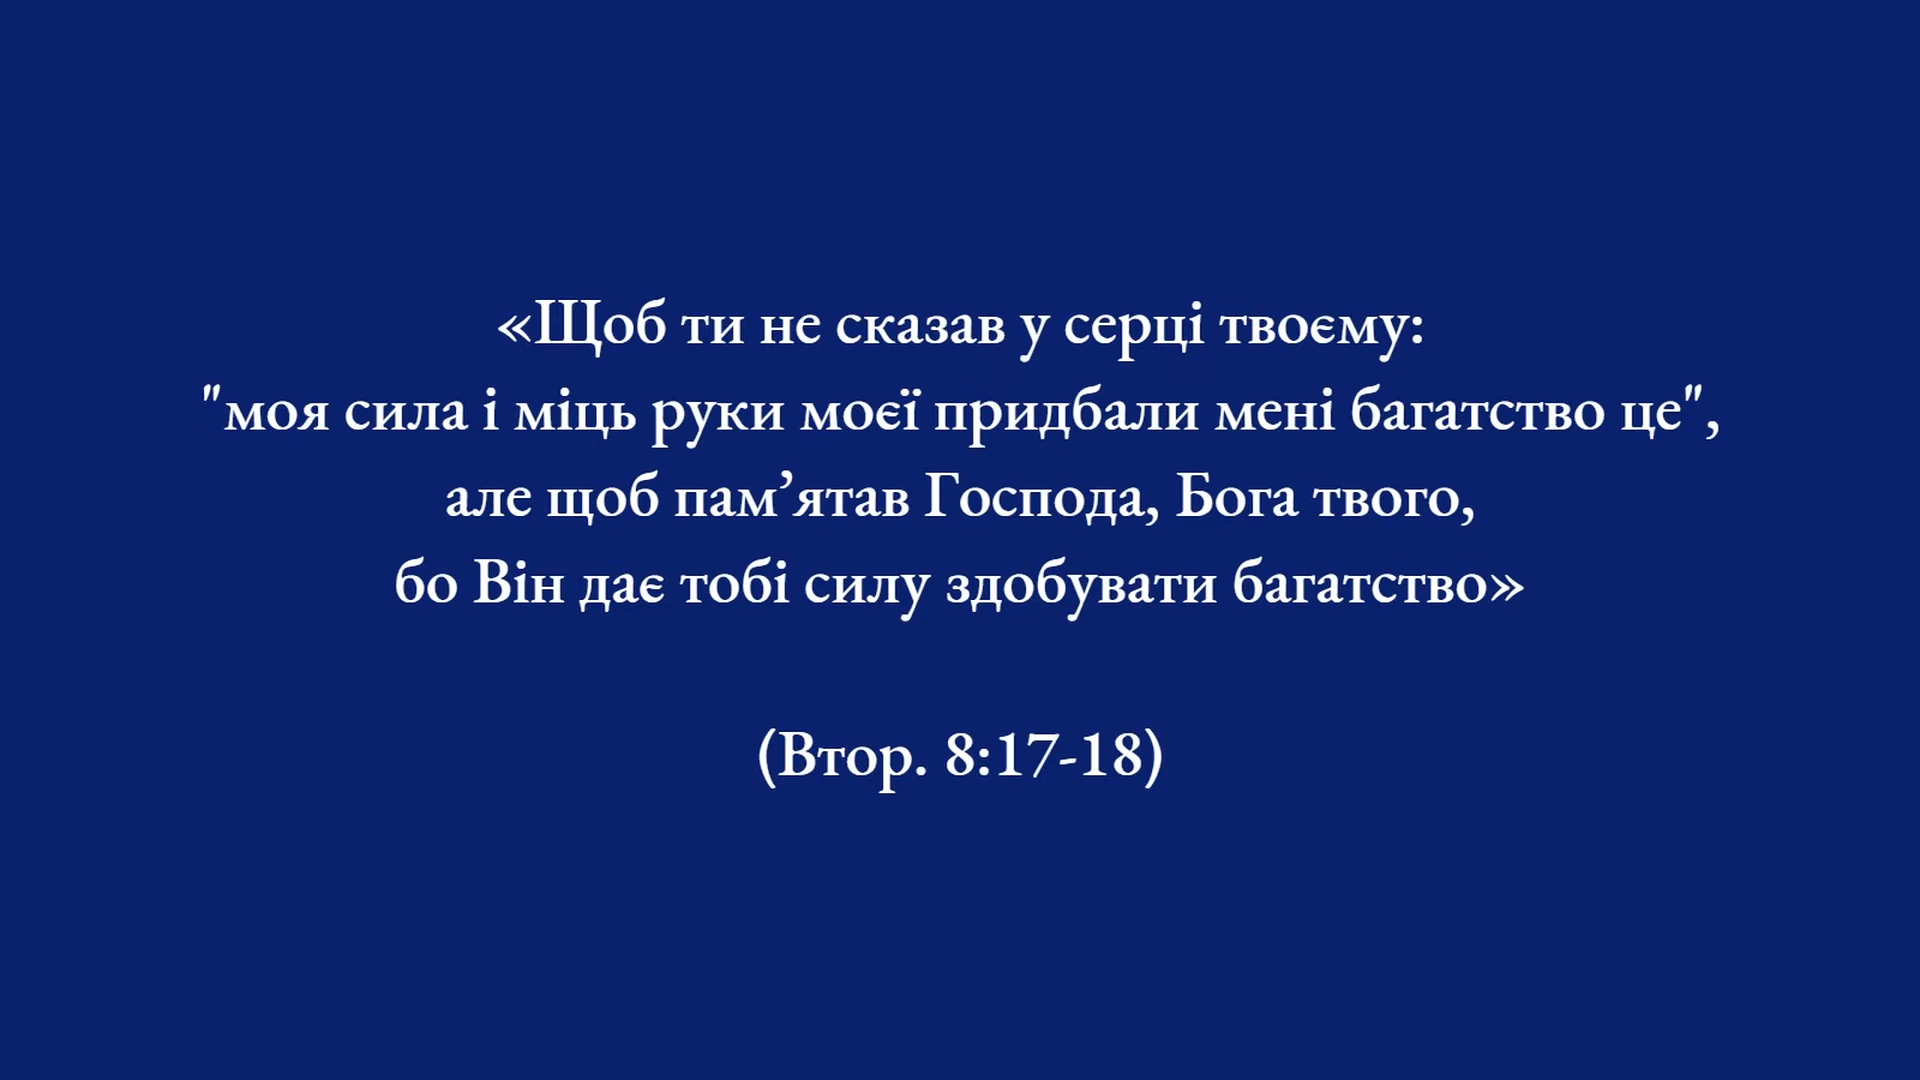 «Щоб ти не сказав у серці твоєму:
"моя сила і міць руки моєї придбали мені багатство це",
але щоб пам’ятав Господа, Бога твого,
бо Він дає тобі силу здобувати багатство»
(Втор. 8:17-18)